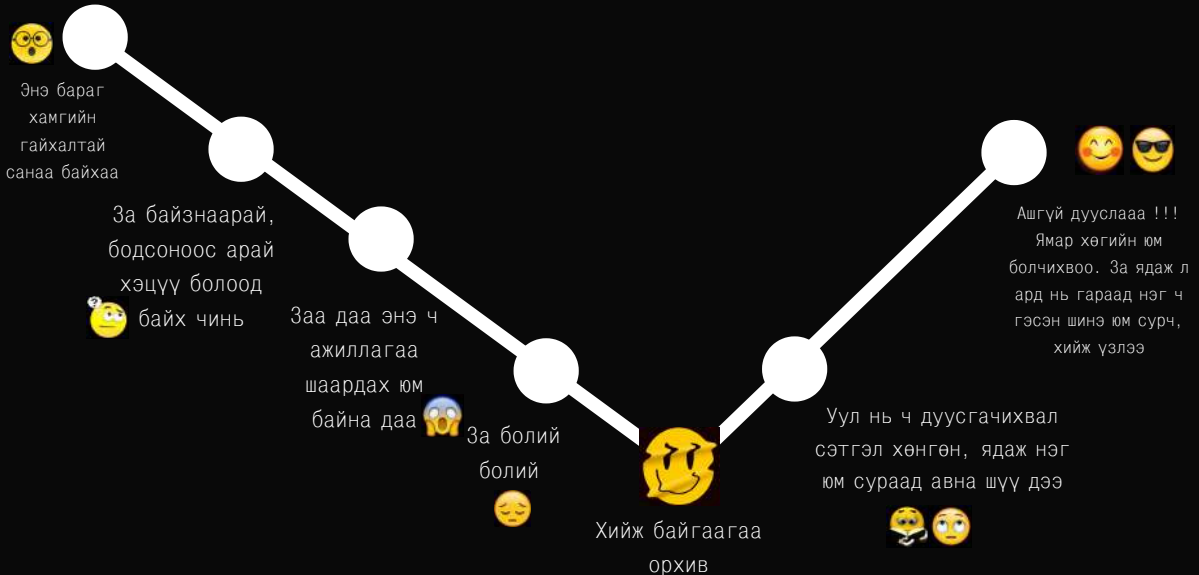 Энэ бараг
хамгийн
гайхалтай
санаа байхаа
За байзнаарай,
бодсоноос арай
хэцүү болоод
байх чинь
Заа даа энэ ч
ажиллагаа
шаардах юм
байна даа
За болий
болий
Хийж байгаагаа
орхив
Уул нь ч дуусгачихвал
сэтгэл хөнгөн, ядаж нэг
юм сураад авна шүү дээ
Ашгүй дууслааа !!!
Ямар хөгийн юм
болчихвоо. За ядаж л
ард нь гараад нэг ч
гэсэн шинэ юм сурч,
хийж үзлээ